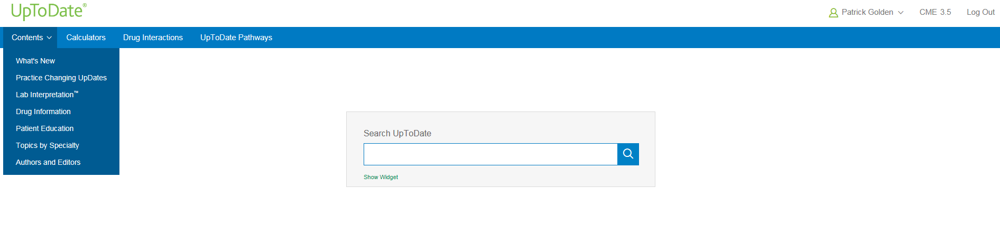 UpToDate®
Patrick Golden CME 3.5 Log Out
Contents Calculators Drug Interactions UpToDate Pathways
What's New
Practice Changing UpDates
Lab Interpretation™
Drug Information
Patient Education
Topics by Specialty
Authors and Editors
Search UpToDate
Show Widget